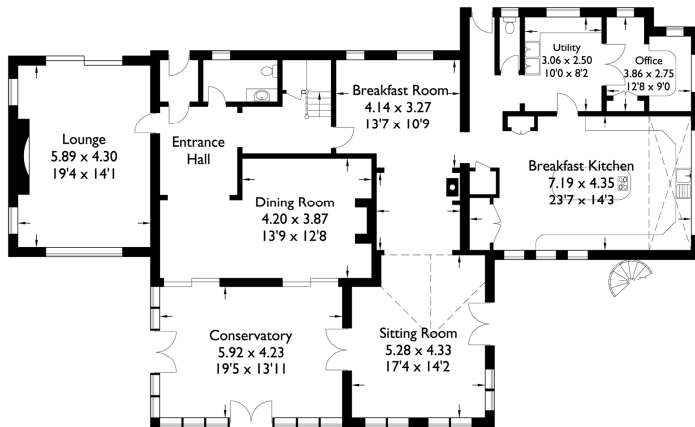 Utility
3.06 x 2.50
10'0 x 8'2
Office
3.86 x 2.75
12'8 x 9'0
Breakfast Room
4.14 x 3.27
13'7 x 10'9
Lounge
5.89 x 4.30
19'4 x 14'1
Entrance
Hall
Breakfast Kitchen
7.19 x 4.35
23'7 x 14'3
Dining Room
4.20 x 3.87
13'9 x 12'8
Conservatory
5.92 x 4.23
19'5 x 13'11
Sitting Room
5.28 x 4.33
17'4 x 14'2